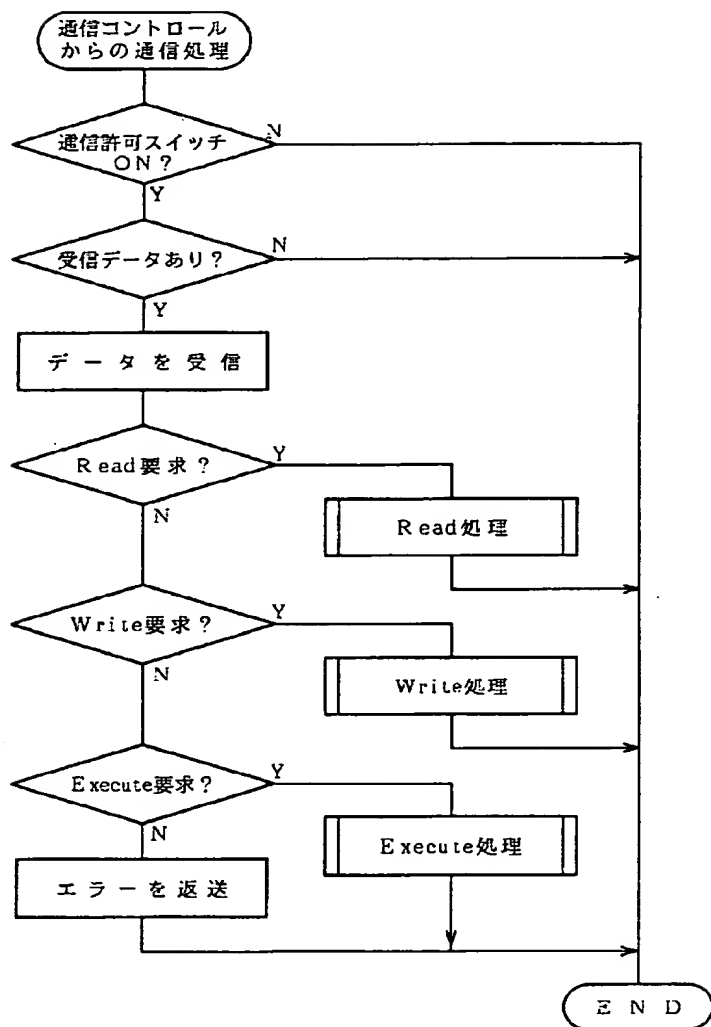 通信コントロール
からの通信処理
通信許可スイッチ
ON?
N
Y
受信データあり?
N
Y
データを受信
Read要求?
Y
N
Read処理
Write要求?
Y
N
Write処理
Execute要求?
Y
N
Execute処理
エラーを返送
END